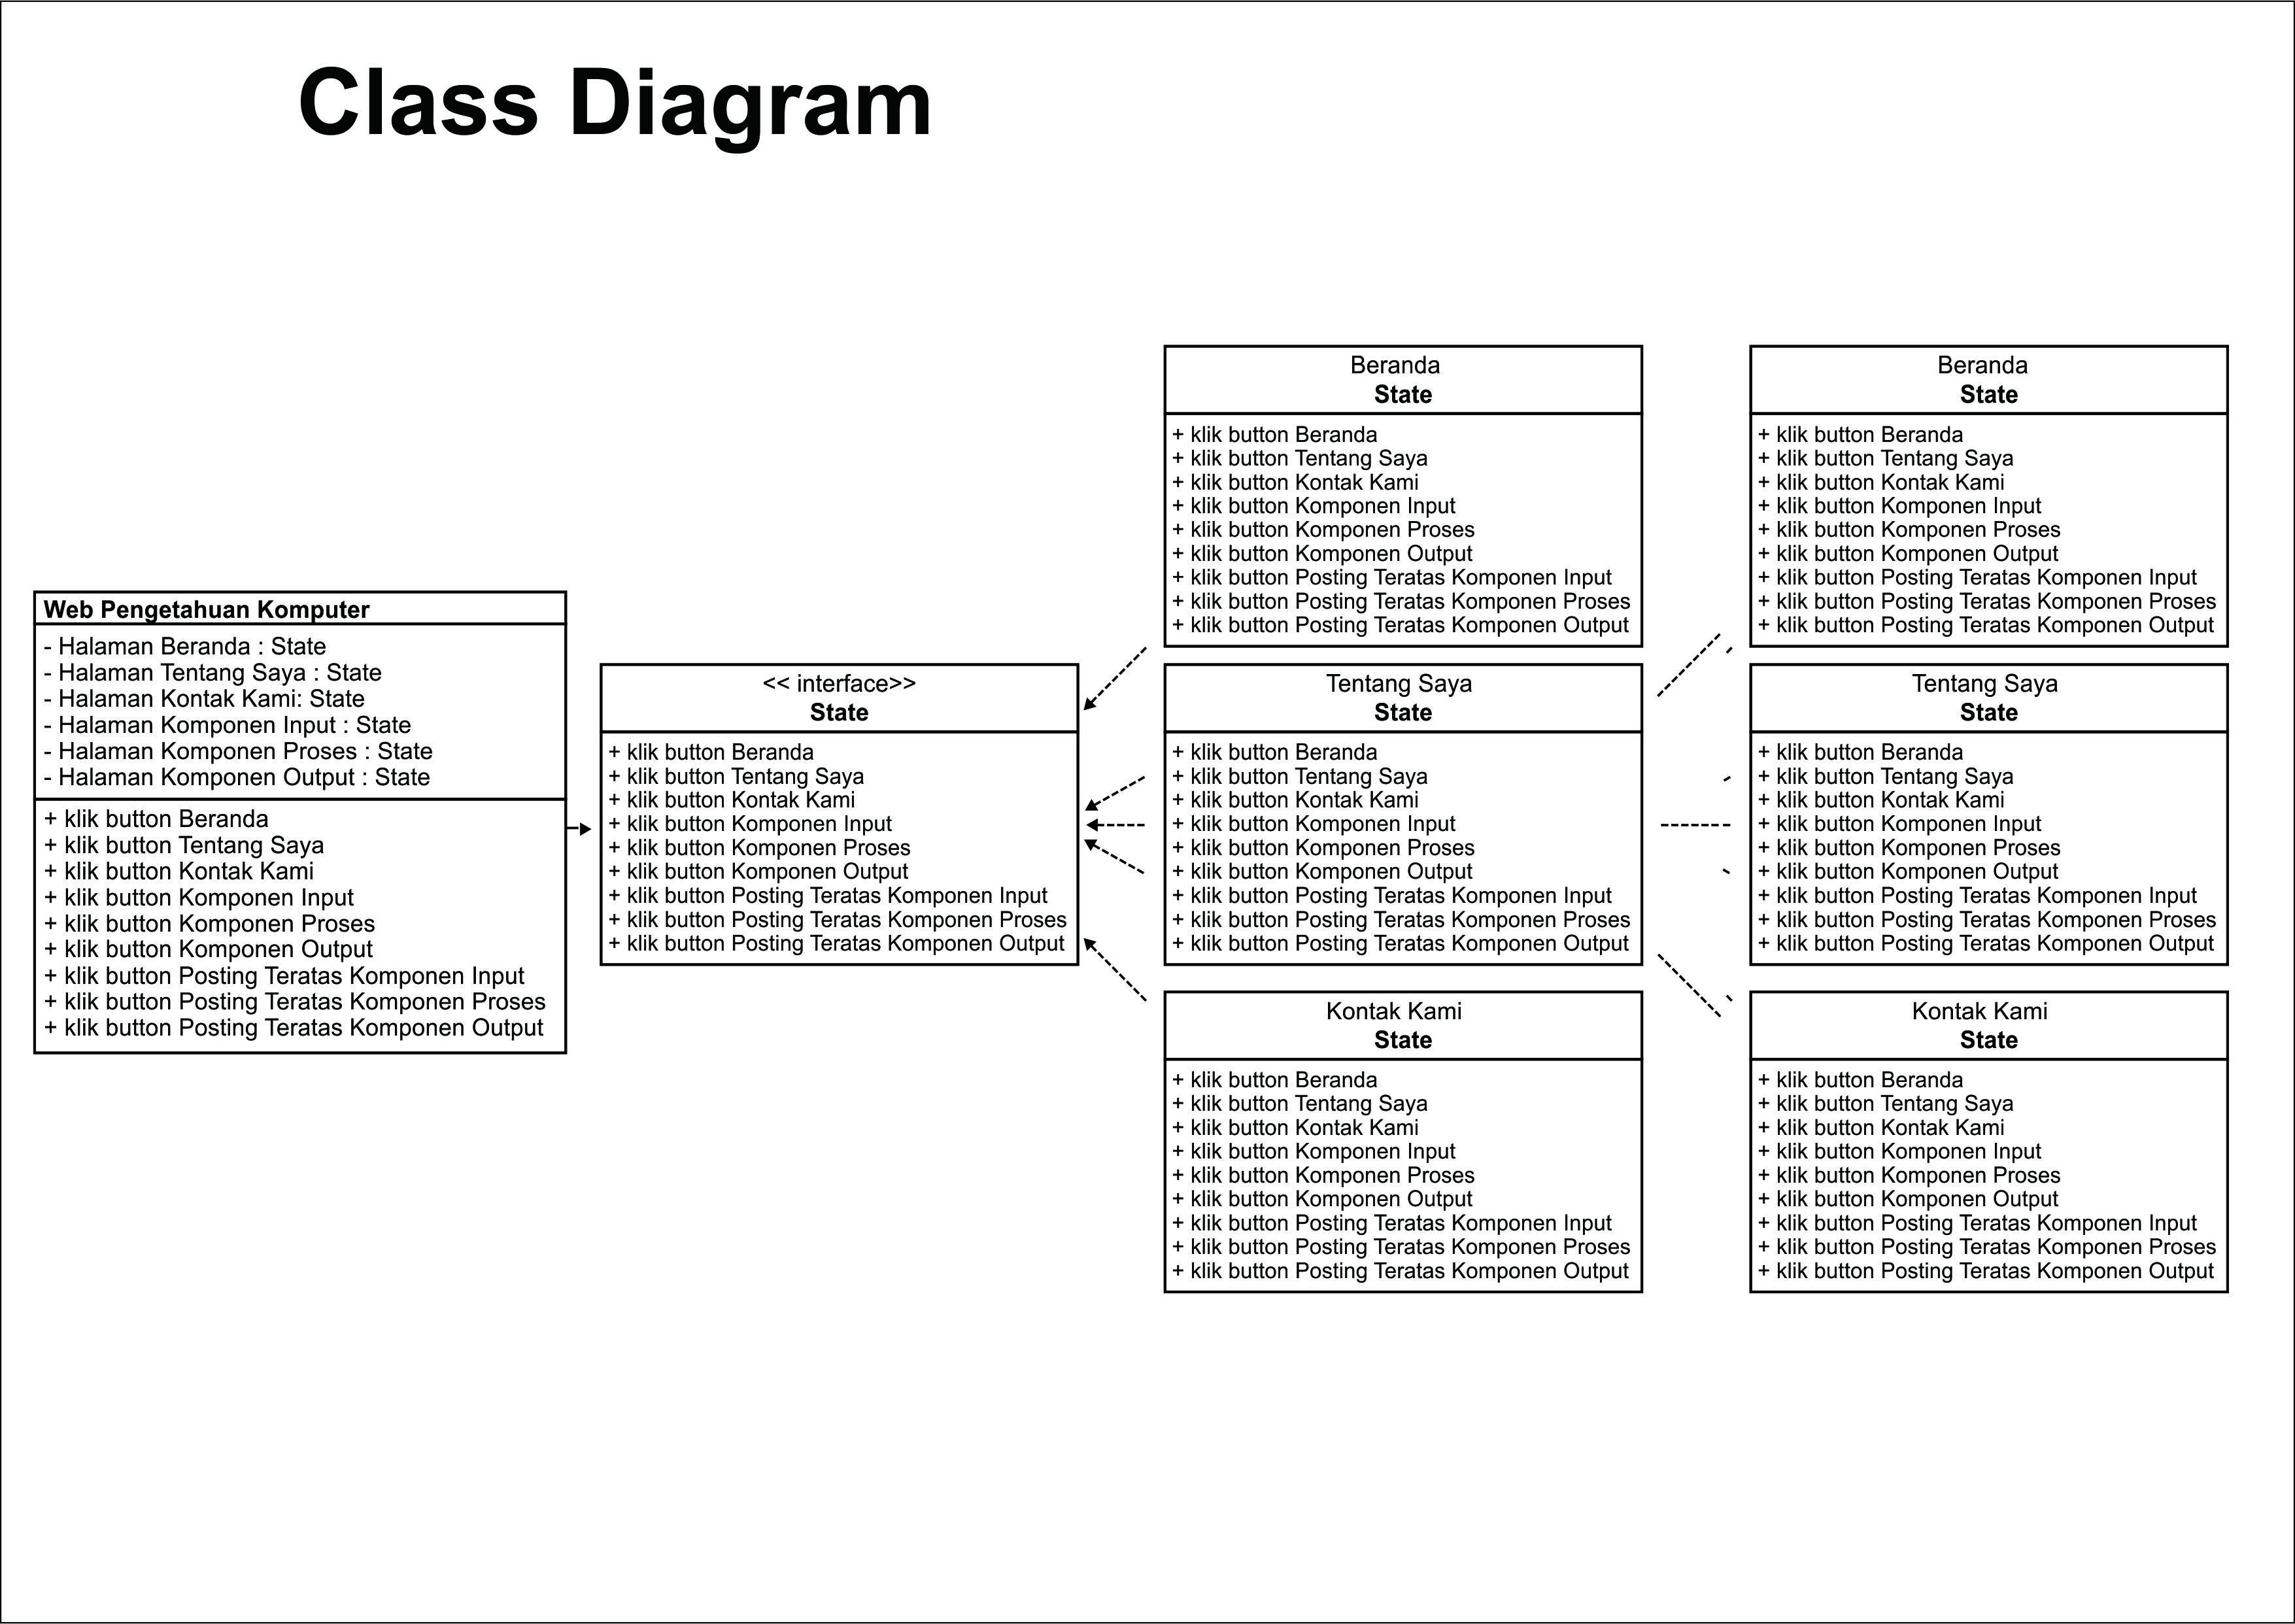 Class Diagram
Web Pengetahuan Komputer
- Halaman Beranda : State
- Halaman Tentang Saya : State
- Halaman Kontak Kami: State
- Halaman Komponen Input : State
- Halaman Komponen Proses : State
- Halaman Komponen Output : State
+ klik button Beranda
+ klik button Tentang Saya
+ klik button Kontak Kami
+ klik button Komponen Input
+ klik button Komponen Proses
+ klik button Komponen Output
+ klik button Posting Teratas Komponen Input
+ klik button Posting Teratas Komponen Proses
+ klik button Posting Teratas Komponen Output
<< interface>>
State
+ klik button Beranda
+ klik button Tentang Saya
+ klik button Kontak Kami
+ klik button Komponen Input
+ klik button Komponen Proses
+ klik button Komponen Output
+ klik button Posting Teratas Komponen Input
+ klik button Posting Teratas Komponen Proses
+ klik button Posting Teratas Komponen Output
Beranda
State
+ klik button Beranda
+ klik button Tentang Saya
+ klik button Kontak Kami
+ klik button Komponen Input
+ klik button Komponen Proses
+ klik button Komponen Output
+ klik button Posting Teratas Komponen Input
+ klik button Posting Teratas Komponen Proses
+ klik button Posting Teratas Komponen Output
Tentang Saya
State
+ klik button Beranda
+ klik button Tentang Saya
+ klik button Kontak Kami
+ klik button Komponen Input
+ klik button Komponen Proses
+ klik button Komponen Output
+ klik button Posting Teratas Komponen Input
+ klik button Posting Teratas Komponen Proses
+ klik button Posting Teratas Komponen Output
Kontak Kami
State
+ klik button Beranda
+ klik button Tentang Saya
+ klik button Kontak Kami
+ klik button Komponen Input
+ klik button Komponen Proses
+ klik button Komponen Output
+ klik button Posting Teratas Komponen Input
+ klik button Posting Teratas Komponen Proses
+ klik button Posting Teratas Komponen Output
Beranda
State
+ klik button Beranda
+ klik button Tentang Saya
+ klik button Kontak Kami
+ klik button Komponen Input
+ klik button Komponen Proses
+ klik button Komponen Output
+ klik button Posting Teratas Komponen Input
+ klik button Posting Teratas Komponen Proses
+ klik button Posting Teratas Komponen Output
Tentang Saya
State
+ klik button Beranda
+ klik button Tentang Saya
+ klik button Kontak Kami
+ klik button Komponen Input
+ klik button Komponen Proses
+ klik button Komponen Output
+ klik button Posting Teratas Komponen Input
+ klik button Posting Teratas Komponen Proses
+ klik button Posting Teratas Komponen Output
Kontak Kami
State
+ klik button Beranda
+ klik button Tentang Saya
+ klik button Kontak Kami
+ klik button Komponen Input
+ klik button Komponen Proses
+ klik button Komponen Output
+ klik button Posting Teratas Komponen Input
+ klik button Posting Teratas Komponen Proses
+ klik button Posting Teratas Komponen Output